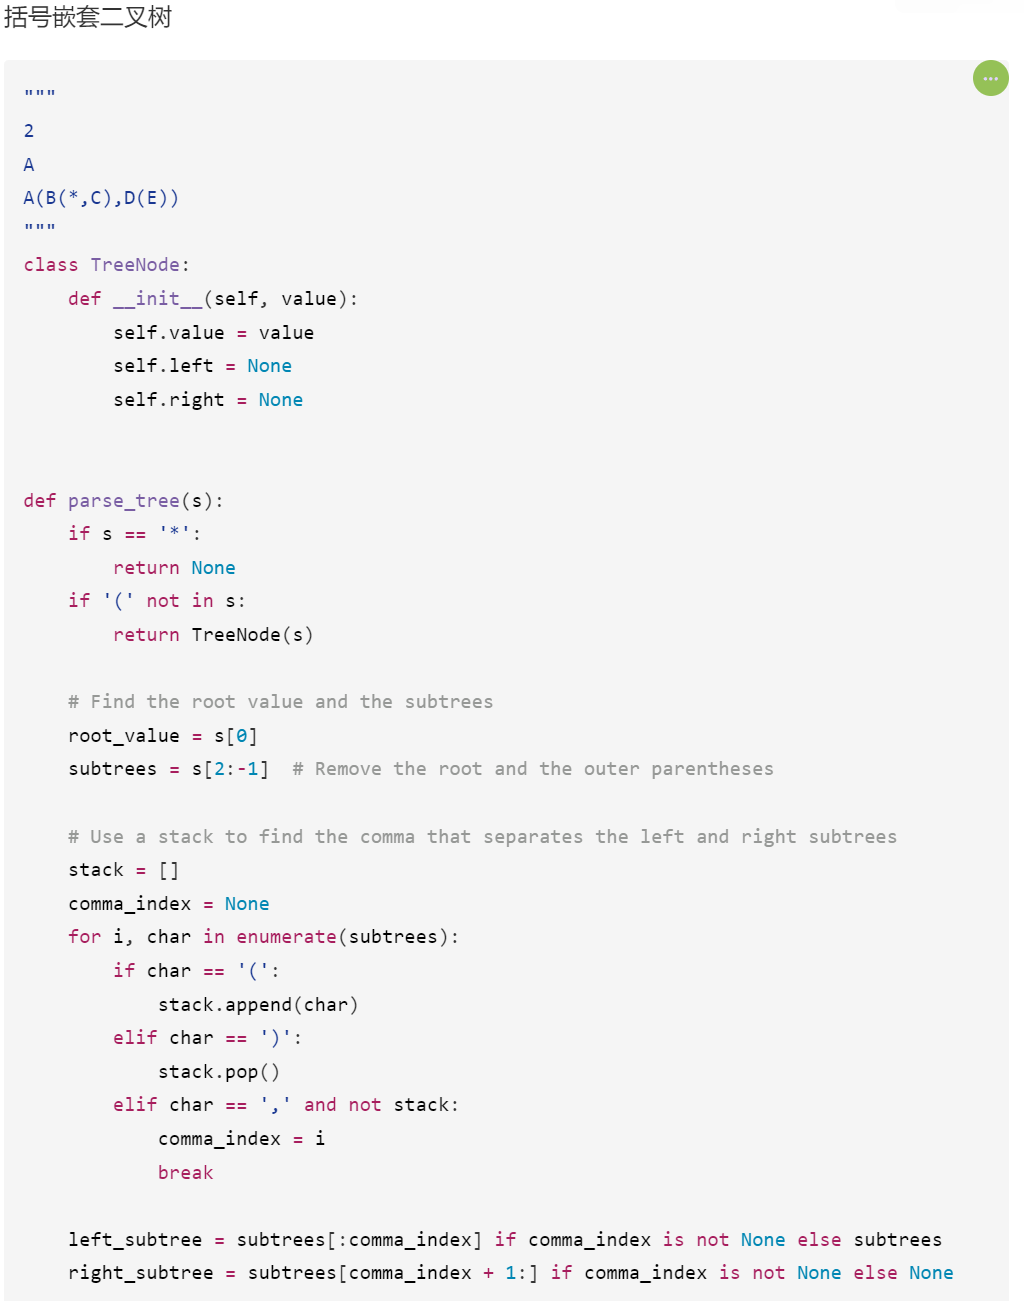 括号嵌套二叉树
"""
2
A
A(B(*,C),D(E))
"""
class TreeNode:
    def __init__(self, value):
        self.value = value
        self.left = None
        self.right = None
def parse_tree(s):
    if s == '*':
        return None
    if '(' not in s:
        return TreeNode(s)
    # Find the root value and the subtrees
    root_value = s[0]
    subtrees = s[2:-1]  # Remove the root and the outer parentheses
    # Use a stack to find the comma that separates the left and right subtrees
    stack = []
    comma_index = None
    for i, char in enumerate(subtrees):
        if char == '(':
            stack.append(char)
        elif char == ')':
            stack.pop()
        elif char == ',' and not stack:
            comma_index = i
            break
    left_subtree = subtrees[:comma_index] if comma_index is not None else subtrees
    right_subtree = subtrees[comma_index + 1:] if comma_index is not None else None